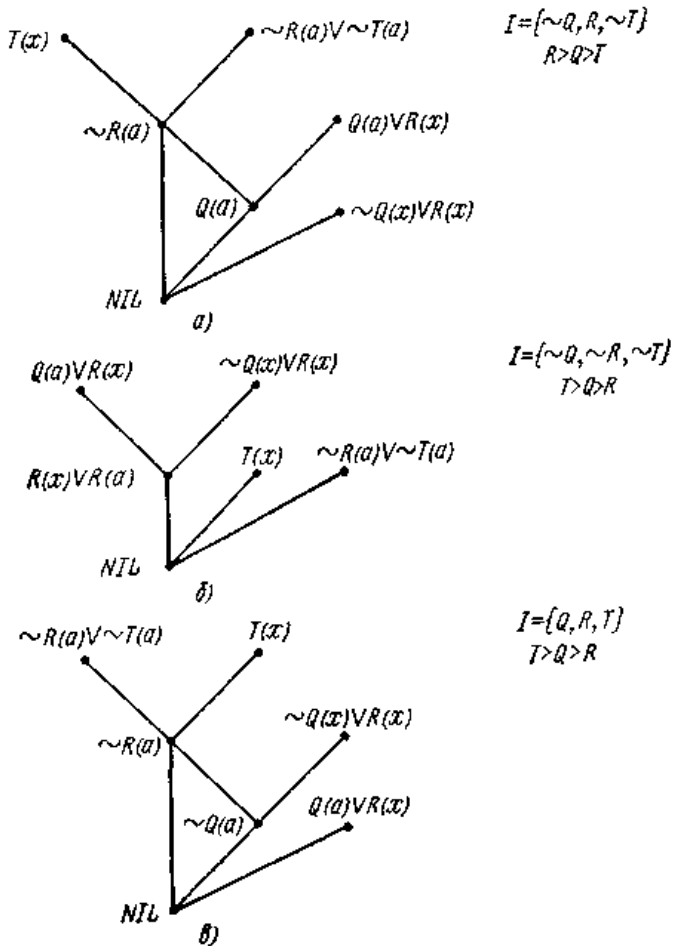 T(x)
~R(a)V~T(a)
I={~Q, R, ~T}
R>Q>T
~R(a)
Q(a)VR(x)
Q(a)
~Q(x)VR(x)
NIL
а)
Q(a)VR(x)
~Q(x)VR(x)
I={~Q, ~R, ~T}
T>Q>R
R(x)VR(a)
T(x)
~R(a)V~T(a)
NIL
б)
~R(a)V~T(a)
T(x)
I={Q, R, T}
T>Q>R
~R(a)
~Q(x)VR(x)
~Q(a)
Q(a)VR(x)
NIL
в)